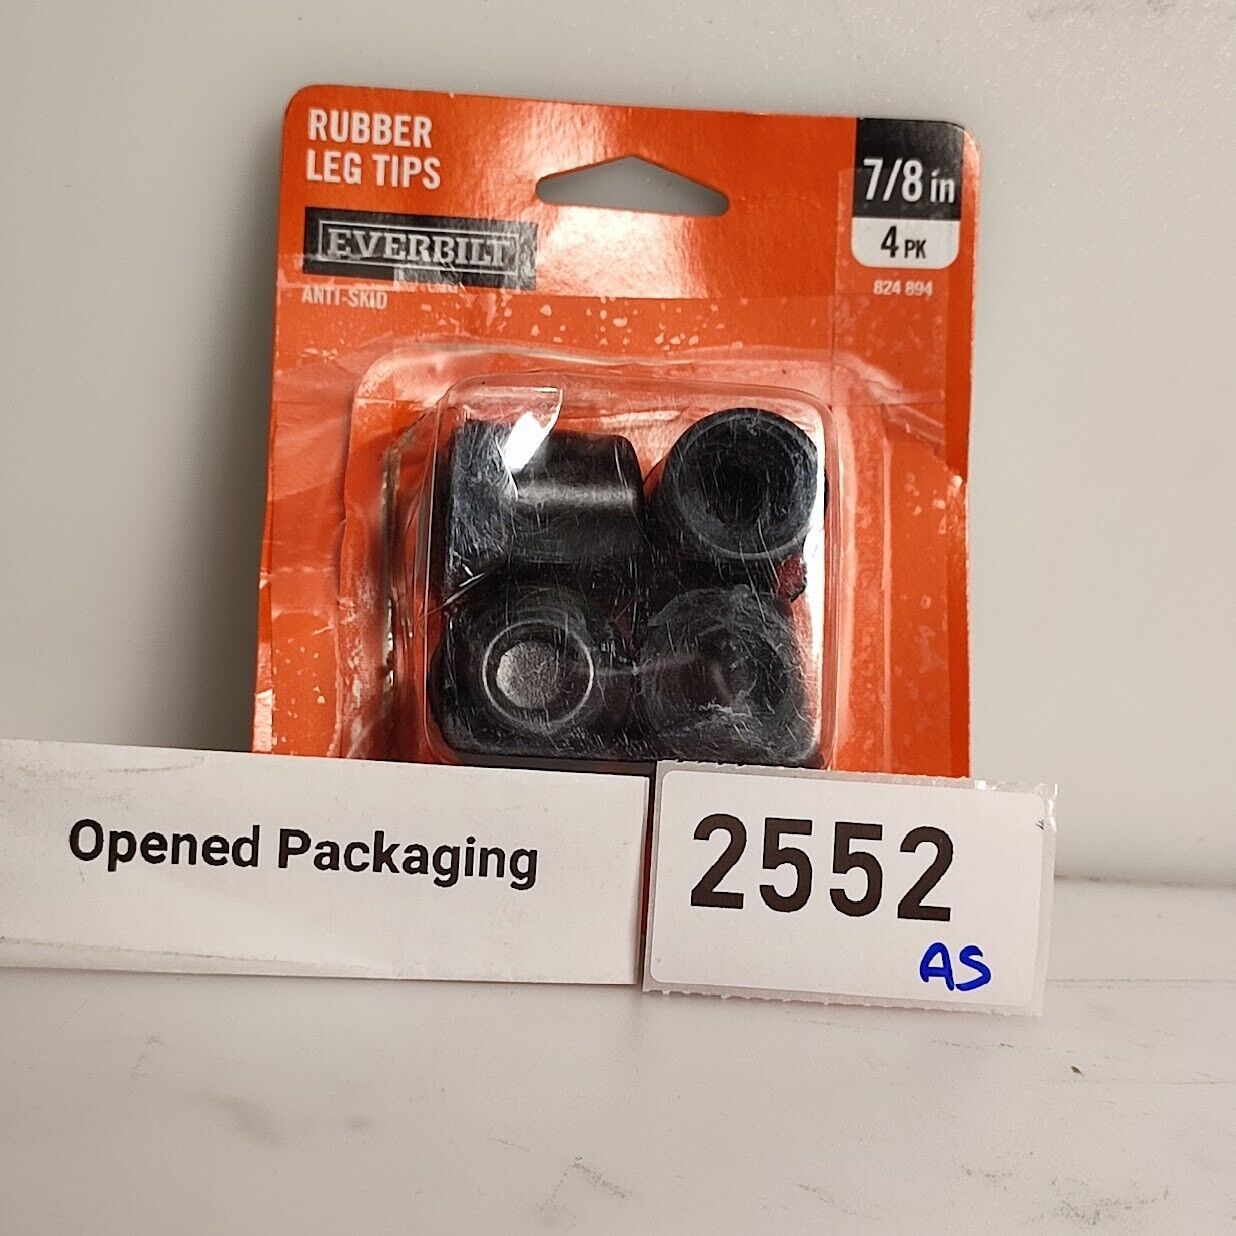 RUBBER
LEG TIPS
EVERBILT
ANTI-SKID
7/8 in
4 PK
824 894
Opened Packaging
2552
AS